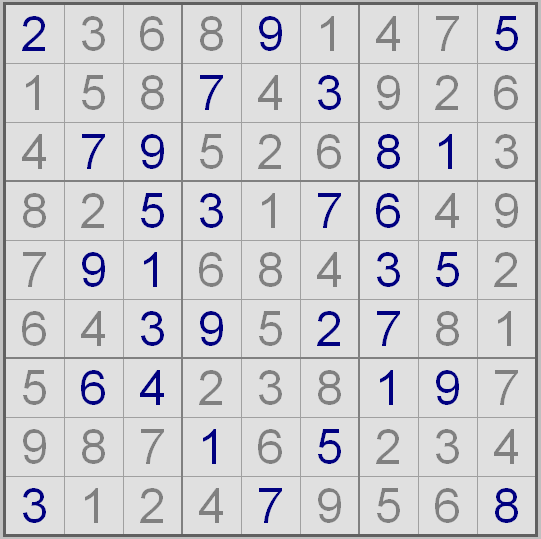 2 3 6 8 9 1 4 7 5
1 5 8 7 4 3 9 2 6
4 7 9 5 2 6 8 1 3
8 2 5 3 1 7 6 4 9
7 9 1 6 8 4 3 5 2
6 4 3 9 5 2 7 8 1
5 6 4 2 3 8 1 9 7
9 8 7 1 6 5 2 3 4
3 1 2 4 7 9 5 6 8